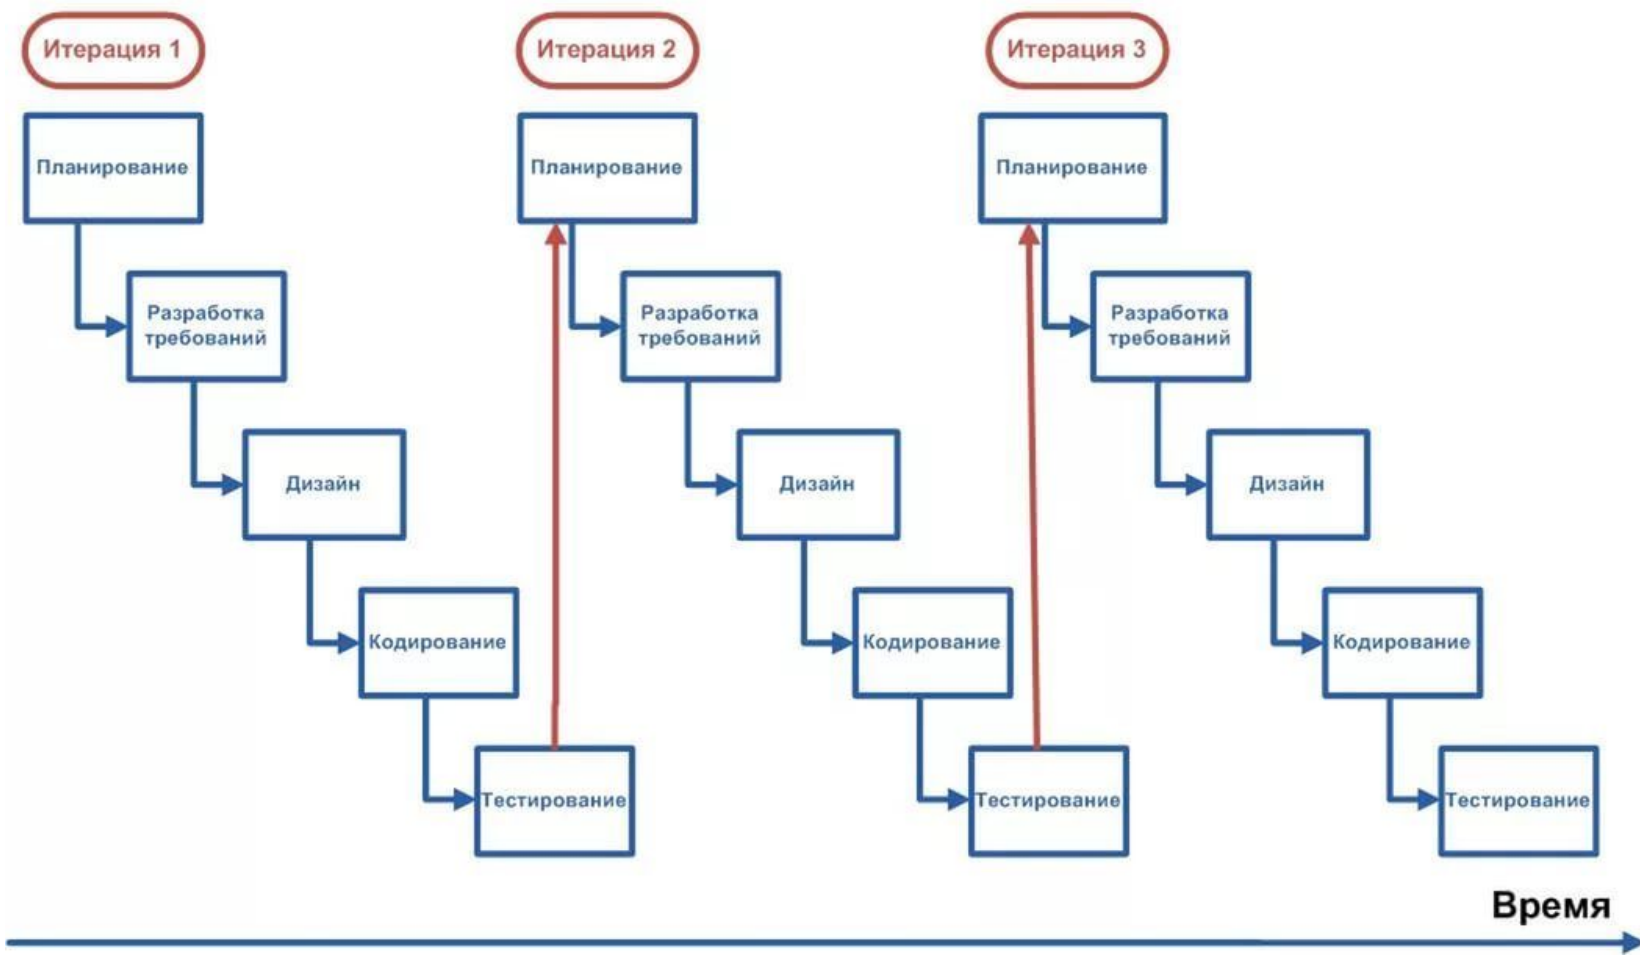 Итерация 1
Итерация 2
Итерация 3
Планирование
Планирование
Планирование
Разработка
требований
Разработка
требований
Разработка
требований
Дизайн
Дизайн
Дизайн
Кодирование
Кодирование
Кодирование
Тестирование
Тестирование
Тестирование
Время